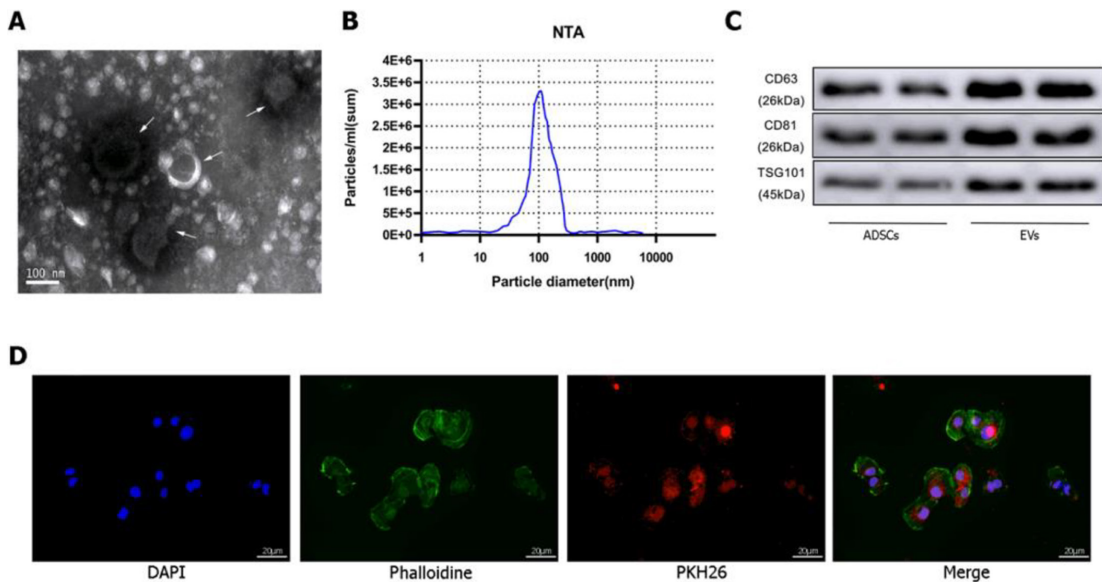 A
100 nm
B
NTA
Particles/ml(sum)
4E+6
3.5E+6
3E+6
2.5E+6
2E+6
1.5E+6
1E+6
5E+5
0E+0
1 10 100 1000 10000
Particle diameter(nm)
C
CD63
(26kDa)
CD81
(26kDa)
TSG101
(45kDa)
ADSCs EVs
D
20μm 20μm 20μm 20μm
DAPI Phalloidine PKH26 Merge